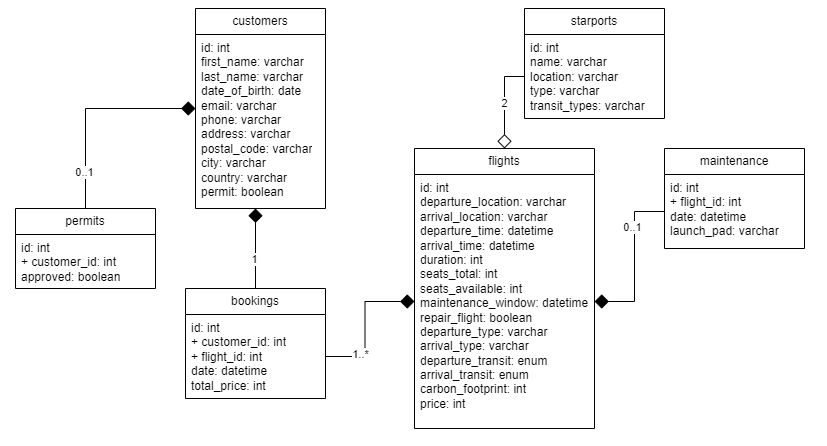 customers
id: int
first_name: varchar
last_name: varchar
date_of_birth: date
email: varchar
phone: varchar
address: varchar
postal_code: varchar
city: varchar
country: varchar
permit: boolean
starports
id: int
name: varchar
location: varchar
type: varchar
transit_types: varchar
2
0..1
permits
id: int
+ customer_id: int
approved: boolean
1
bookings
id: int
+ customer_id: int
+ flight_id: int
date: datetime
total_price: int
1..*
flights
id: int
departure_location: varchar
arrival_location: varchar
departure_time: datetime
arrival_time: datetime
duration: int
seats_total: int
seats_available: int
maintenance_window: datetime
repair_flight: boolean
departure_type: varchar
arrival_type: varchar
departure_transit: enum
arrival_transit: enum
carbon_footprint: int
price: int
0..1
maintenance
id: int
+ flight_id: int
date: datetime
launch_pad: varchar